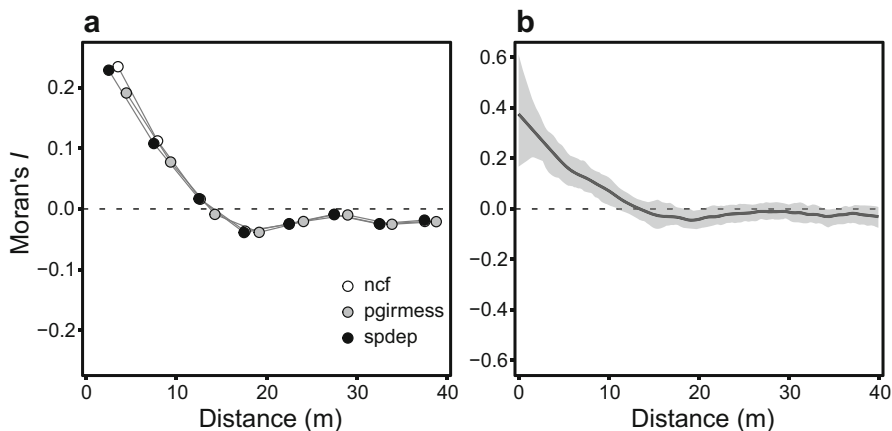 a
Moran's I
0.2
0.1
0.0
−0.1
−0.2
ncf
pgirmess
spdep
0 10 20 30 40
Distance (m)
b
0.6
0.4
0.2
0.0
−0.2
−0.4
−0.6
0 10 20 30 40
Distance (m)